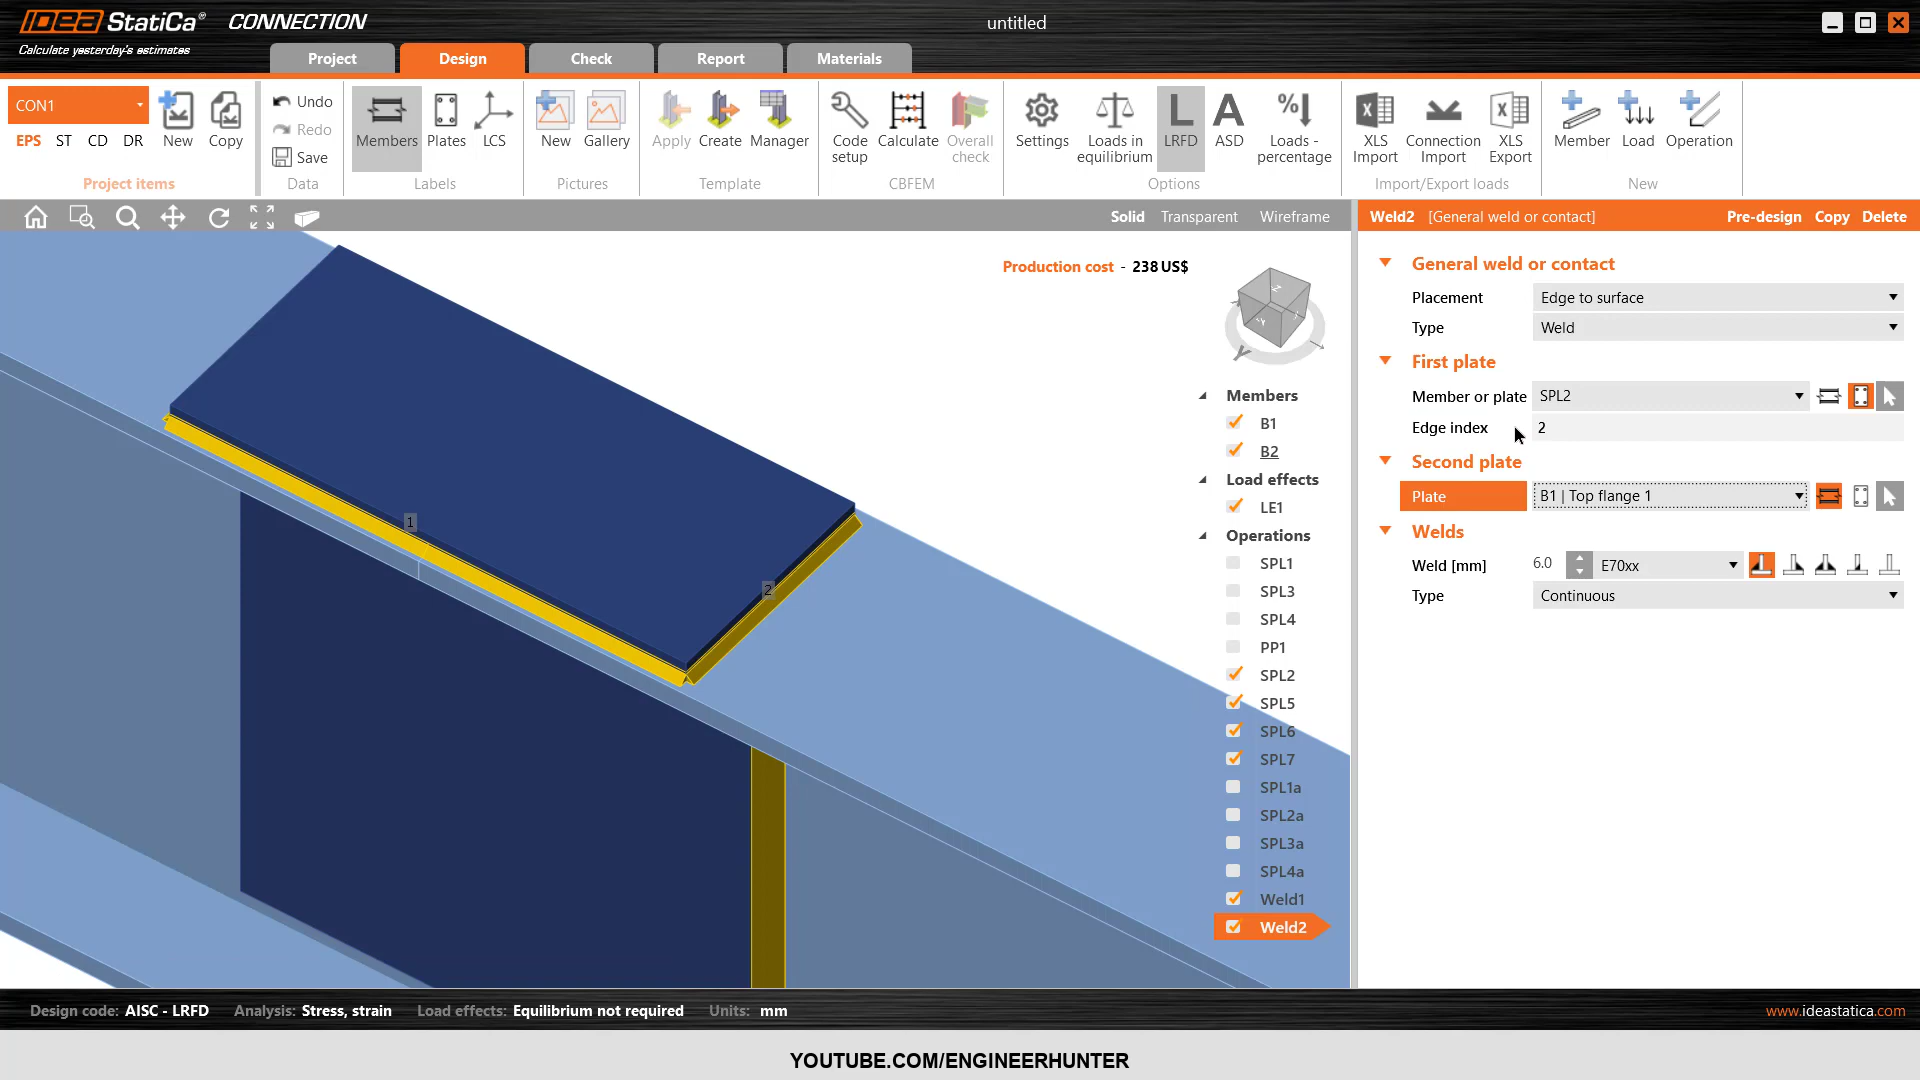 IDEA StatiCa® CONNECTION
Calculate yesterday's estimates
untitled
Project Design Check Report Materials
CON1
EPS ST CD DR New Copy
Project items
Undo
Redo
Save
Data
Members Plates LCS
Labels
New Gallery
Pictures
Apply Create Manager
Template
Code setup Calculate Overall check
CBFEM
Settings Loads in equilibrium LRFD ASD Loads - percentage
Options
XLS Import Connection Import XLS Export
Import/Export loads
Member Load Operation
New
Solid Transparent Wireframe
Weld2 [General weld or contact] Pre-design Copy Delete
Production cost - 238 US$
1
2
Members
B1
B2
Load effects
LE1
Operations
SPL1
SPL3
SPL4
PP1
SPL2
SPL5
SPL6
SPL7
SPL1a
SPL2a
SPL3a
SPL4a
Weld1
Weld2
General weld or contact
Placement Edge to surface
Type Weld
First plate
Member or plate SPL2
Edge index 2
Second plate
Plate B1 | Top flange 1
Welds
Weld [mm] 6.0 E70xx
Type Continuous
Design code: AISC - LRFD Analysis: Stress, strain Load effects: Equilibrium not required Units: mm
www.ideastatica.com
YOUTUBE.COM/ENGINEERHUNTER